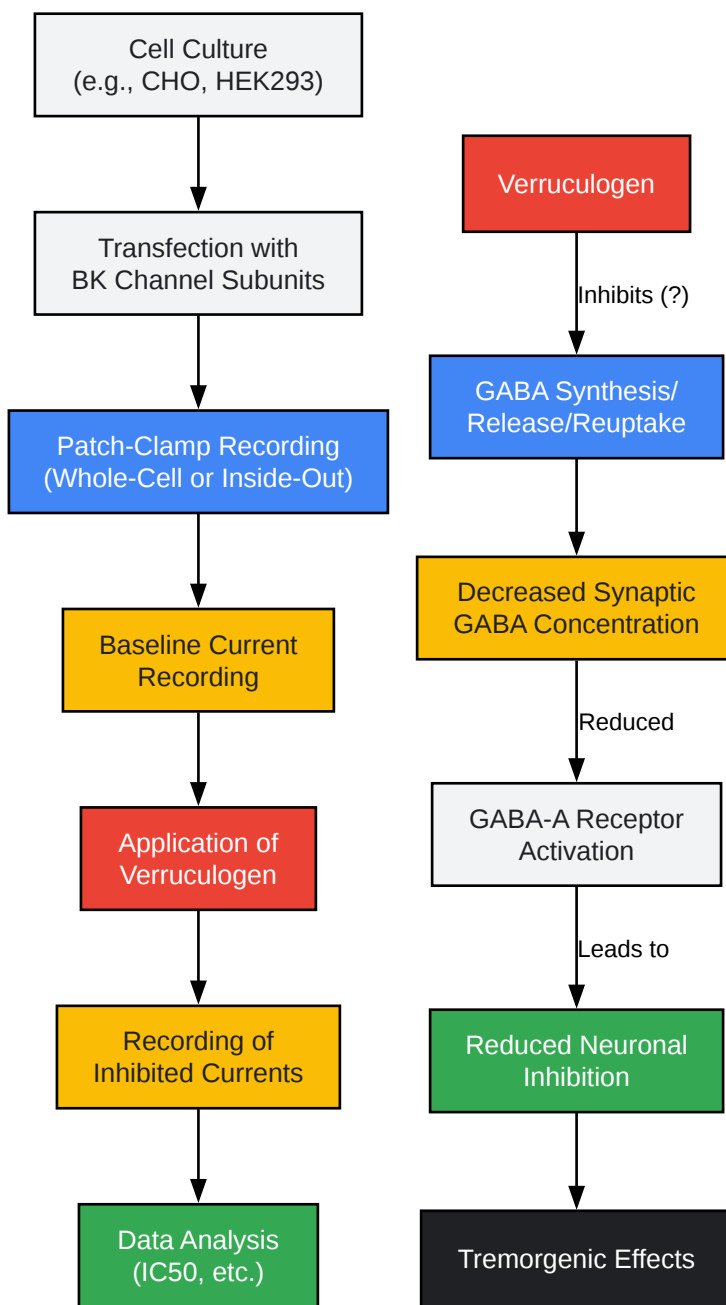 Cell Culture
(e.g., CHO, HEK293)
Transfection with
BK Channel Subunits
Patch-Clamp Recording
(Whole-Cell or Inside-Out)
Baseline Current
Recording
Application of
Verruculogen
Recording of
Inhibited Currents
Data Analysis
(IC50, etc.)
Verruculogen
Inhibits (?)
GABA Synthesis/
Release/Reuptake
Decreased Synaptic
GABA Concentration
Reduced
GABA-A Receptor
Activation
Leads to
Reduced Neuronal
Inhibition
Tremorgenic Effects